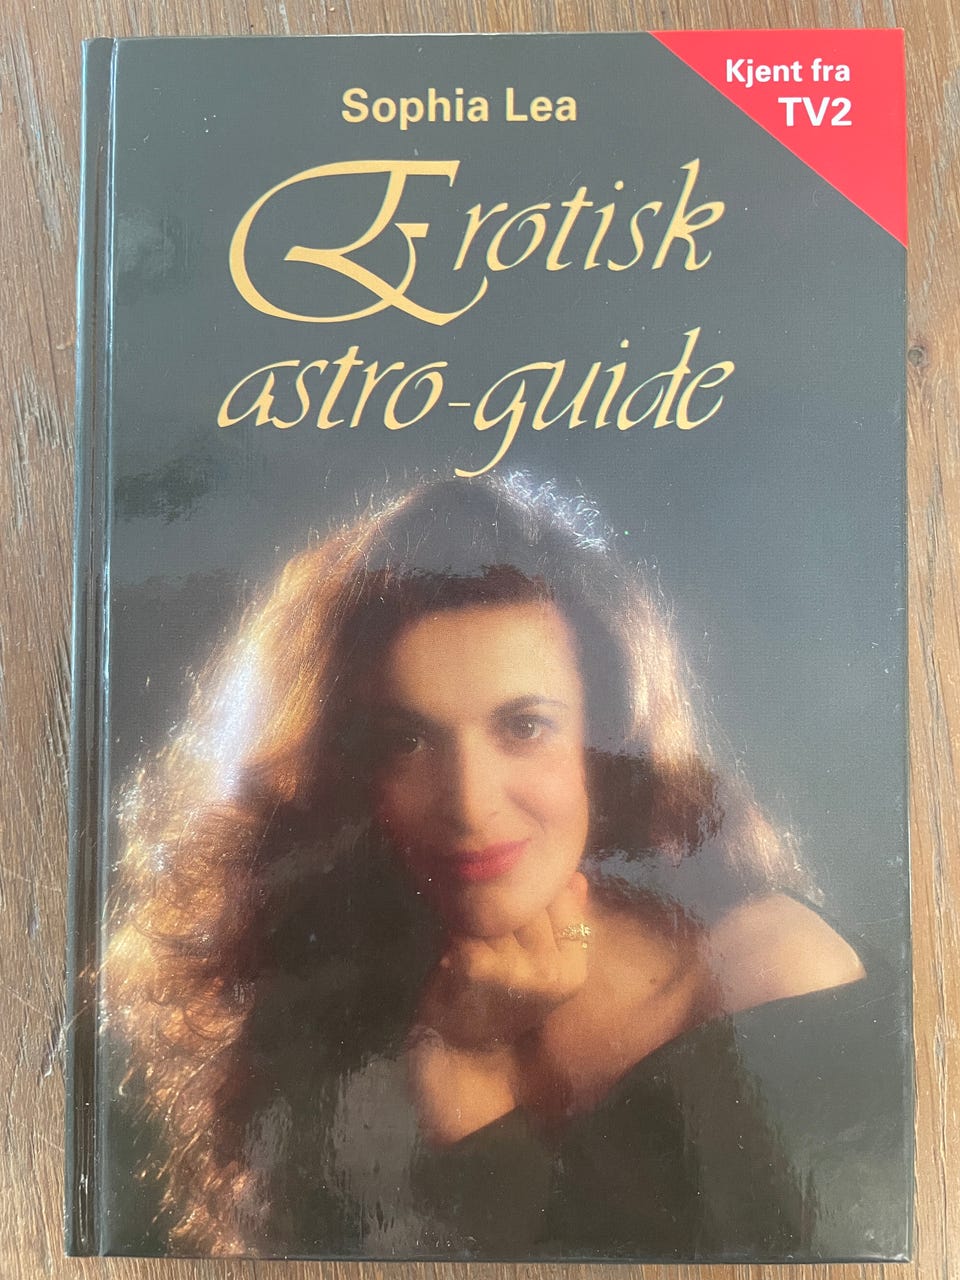 Kjent fra
TV2
Sophia Lea
Erotisk
astro-guide